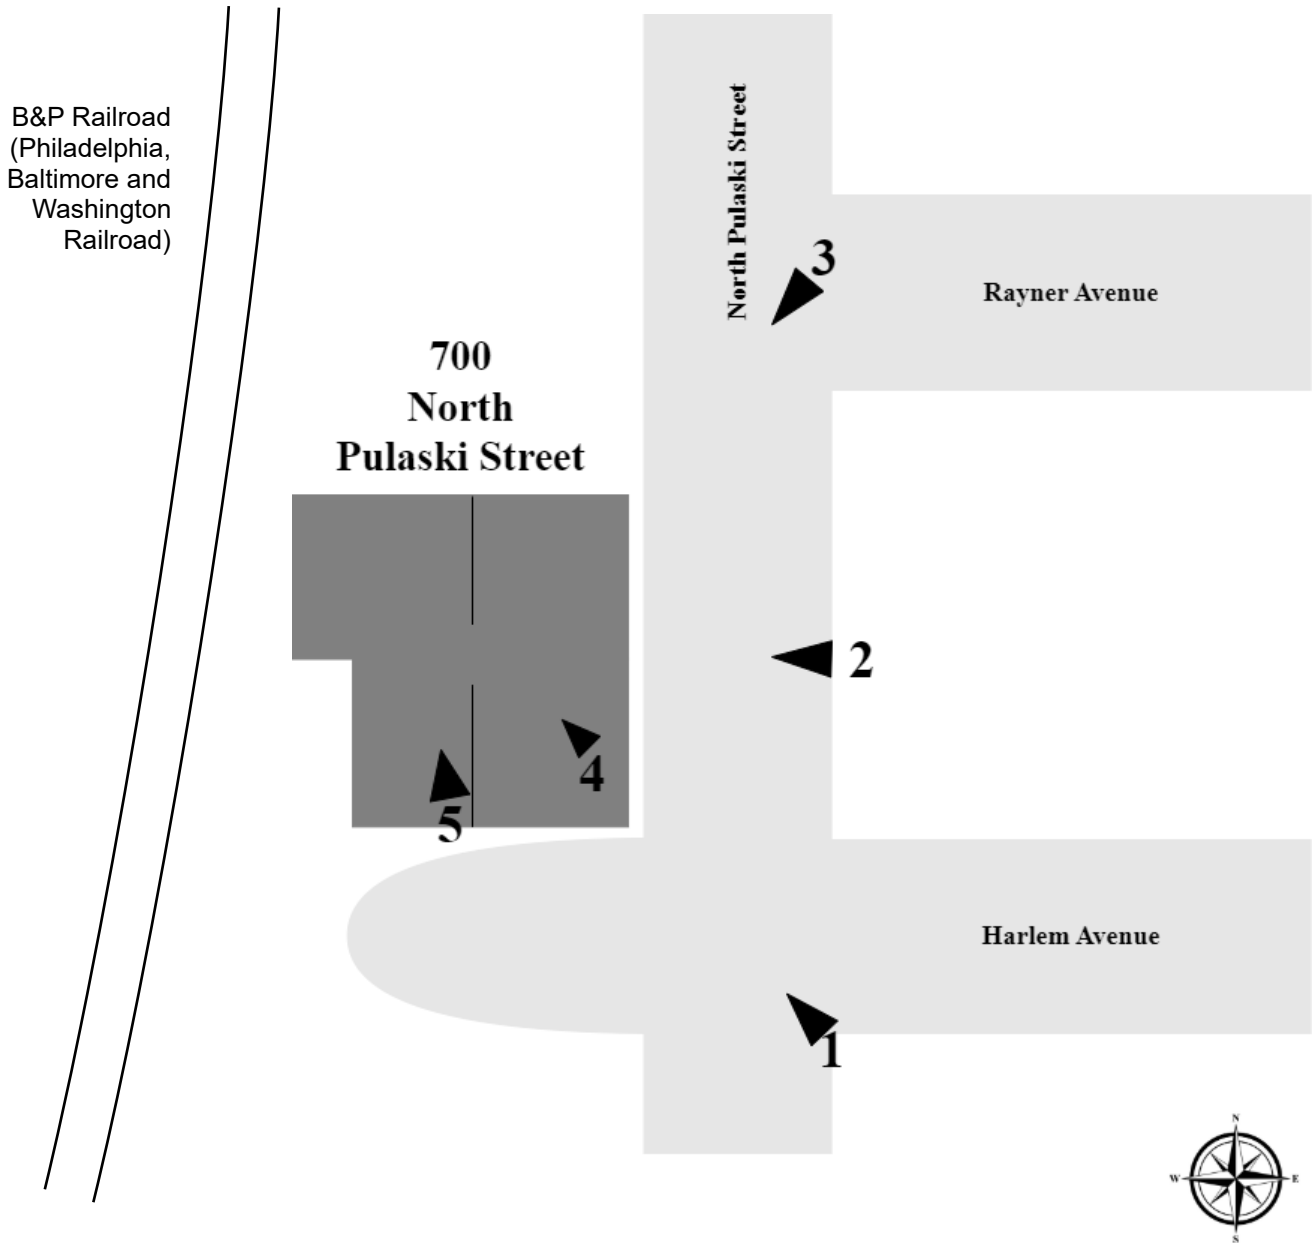 B&P Railroad
(Philadelphia,
Baltimore and
Washington
Railroad)
North Pulaski Street
3
Rayner Avenue
700
North
Pulaski Street
2
4
5
Harlem Avenue
1
N
W E
S